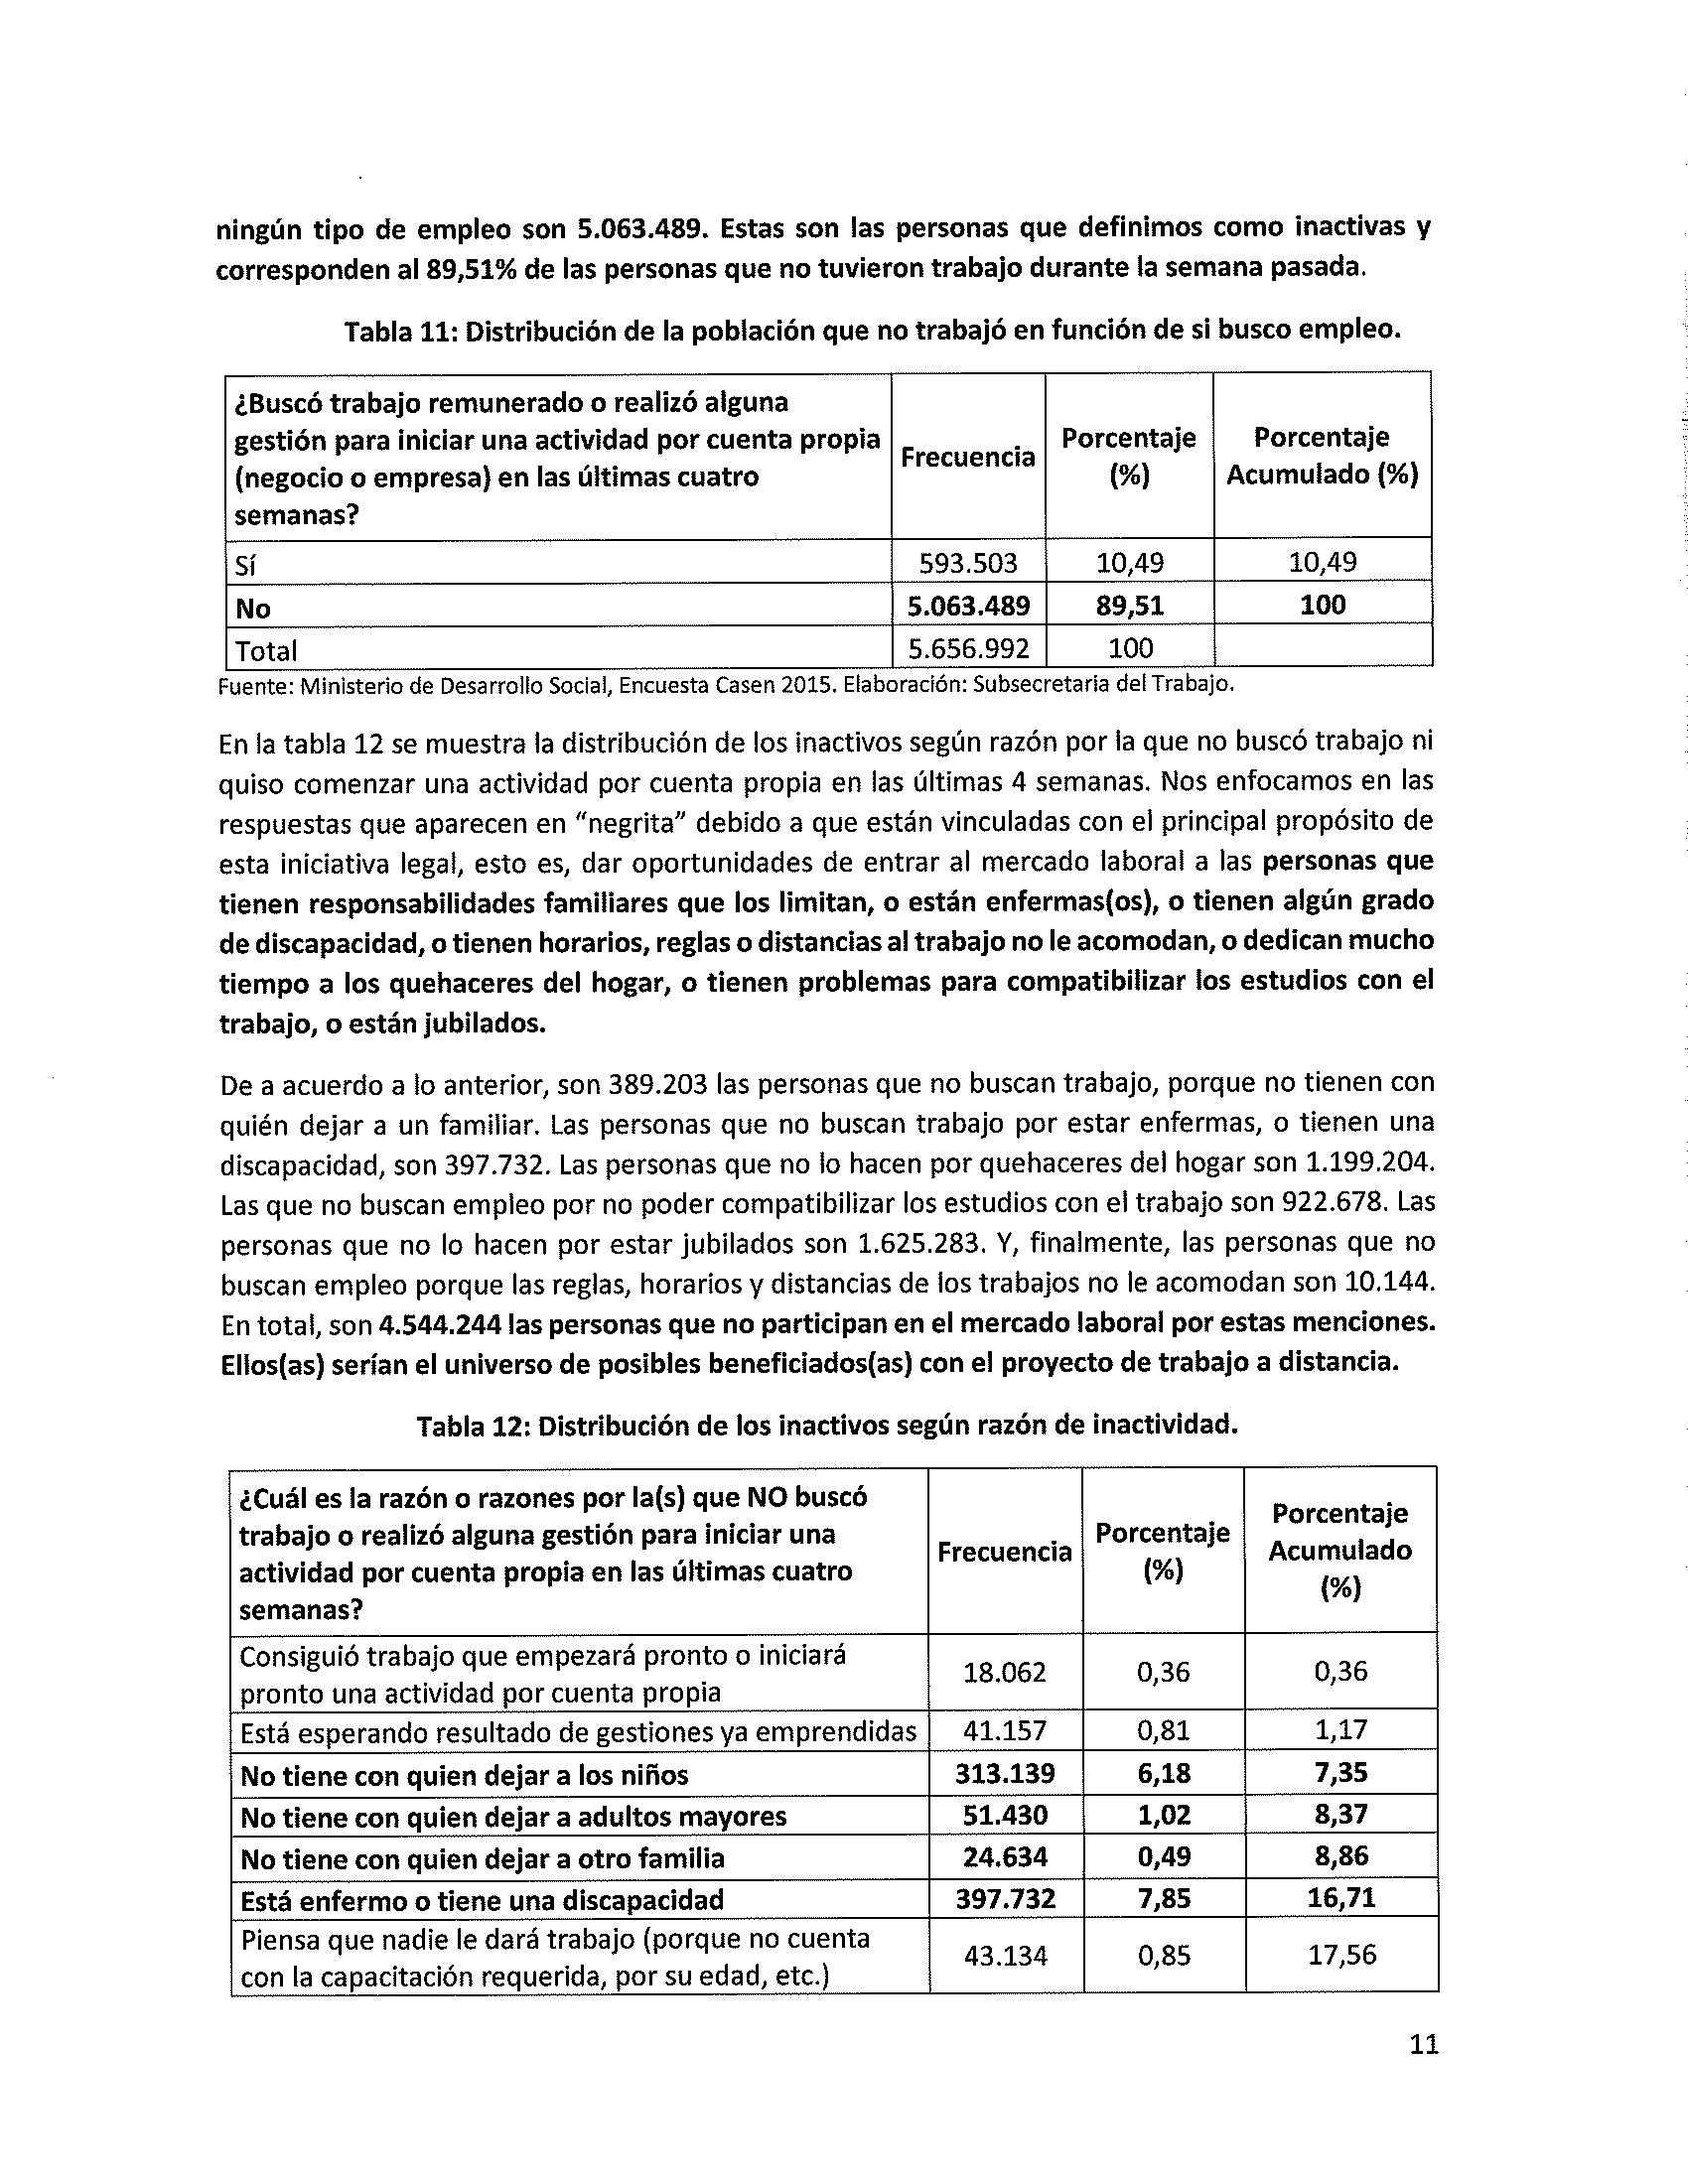 ningún tipo de empleo son 5.063.489. Estas son las personas que definimos como inactivas y
corresponden al 89,51% de las personas que no tuvieron trabajo durante la semana pasada.
Tabla 11: Distribución de la población que no trabajó en función de si busco empleo.
¿Buscó trabajo remunerado o realizó alguna
gestión para iniciar una actividad por cuenta propia
(negocio o empresa) en las últimas cuatro
semanas?
Frecuencia
Porcentaje
(%)
Porcentaje
Acumulado (%)
Sí 593.503 10,49 10,49
No 5.063.489 89,51 100
Total 5.656.992 100
Fuente: Ministerio de Desarrollo Social, Encuesta Casen 2015. Elaboración: Subsecretaria del Trabajo.
En la tabla 12 se muestra la distribución de los inactivos según razón por la que no buscó trabajo ni
quiso comenzar una actividad por cuenta propia en las últimas 4 semanas. Nos enfocamos en las
respuestas que aparecen en "negrita" debido a que están vinculadas con el principal propósito de
esta iniciativa legal, esto es, dar oportunidades de entrar al mercado laboral a las personas que
tienen responsabilidades familiares que los limitan, o están enfermas(os), o tienen algún grado
de discapacidad, o tienen horarios, reglas o distancias al trabajo no le acomodan, o dedican mucho
tiempo a los quehaceres del hogar, o tienen problemas para compatibilizar los estudios con el
trabajo, o están jubilados.
De a acuerdo a lo anterior, son 389.203 las personas que no buscan trabajo, porque no tienen con
quién dejar a un familiar. Las personas que no buscan trabajo por estar enfermas, o tienen una
discapacidad, son 397.732. Las personas que no lo hacen por quehaceres del hogar son 1.199.204.
Las que no buscan empleo por no poder compatibilizar los estudios con el trabajo son 922.678. Las
personas que no lo hacen por estar jubilados son 1.625.283. Y, finalmente, las personas que no
buscan empleo porque las reglas, horarios y distancias de los trabajos no le acomodan son 10.144.
En total, son 4.544.244 las personas que no participan en el mercado laboral por estas menciones.
Ellos(as) serían el universo de posibles beneficiados(as) con el proyecto de trabajo a distancia.
Tabla 12: Distribución de los inactivos según razón de inactividad.
¿Cuál es la razón o razones por la(s) que NO buscó
trabajo o realizó alguna gestión para iniciar una
actividad por cuenta propia en las últimas cuatro
semanas?
Frecuencia
Porcentaje
(%)
Porcentaje
Acumulado
(%)
Consiguió trabajo que empezará pronto o iniciará
pronto una actividad por cuenta propia
18.062 0,36 0,36
Está esperando resultado de gestiones ya emprendidas 41.157 0,81 1,17
No tiene con quien dejar a los niños 313.139 6,18 7,35
No tiene con quien dejar a adultos mayores 51.430 1,02 8,37
No tiene con quien dejar a otro familia 24.634 0,49 8,86
Está enfermo o tiene una discapacidad 397.732 7,85 16,71
Piensa que nadie le dará trabajo (porque no cuenta
con la capacitación requerida, por su edad, etc.)
43.134 0,85 17,56
11